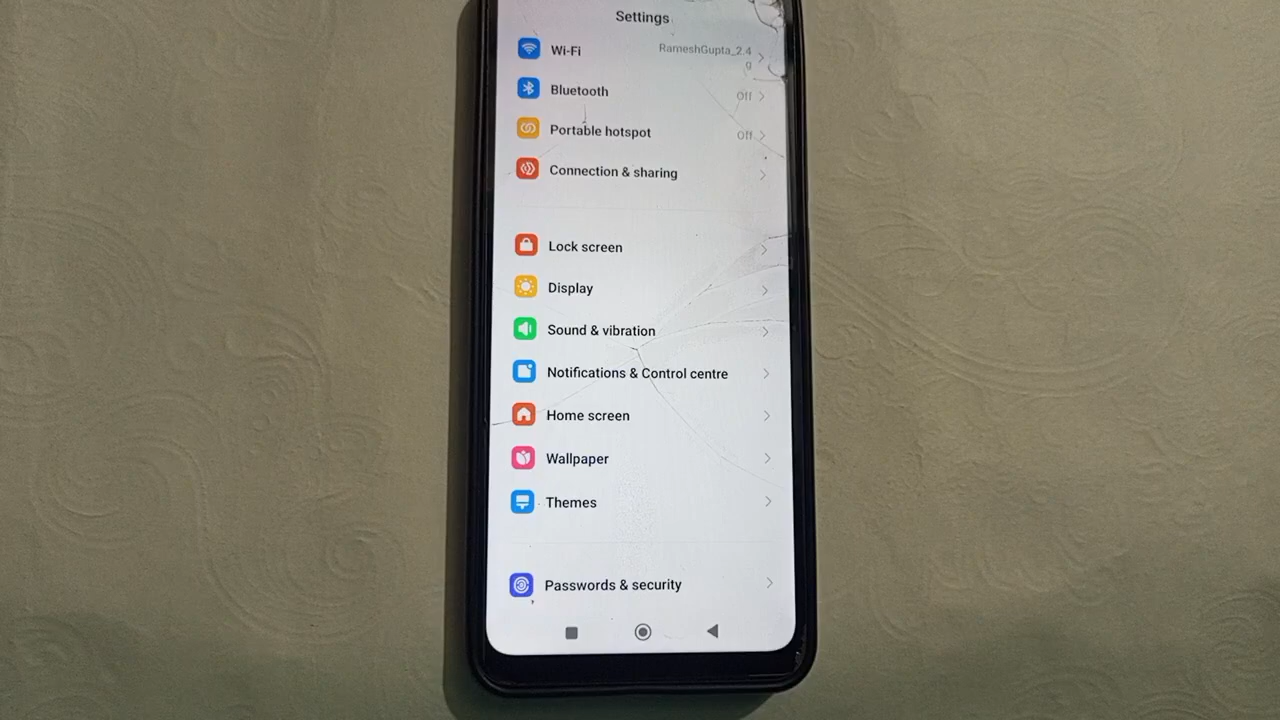 Settings
Wi-Fi RameshGupta_2.4
g
Bluetooth Off
Portable hotspot Off
Connection & sharing
Lock screen
Display
Sound & vibration
Notifications & Control centre
Home screen
Wallpaper
Themes
Passwords & security